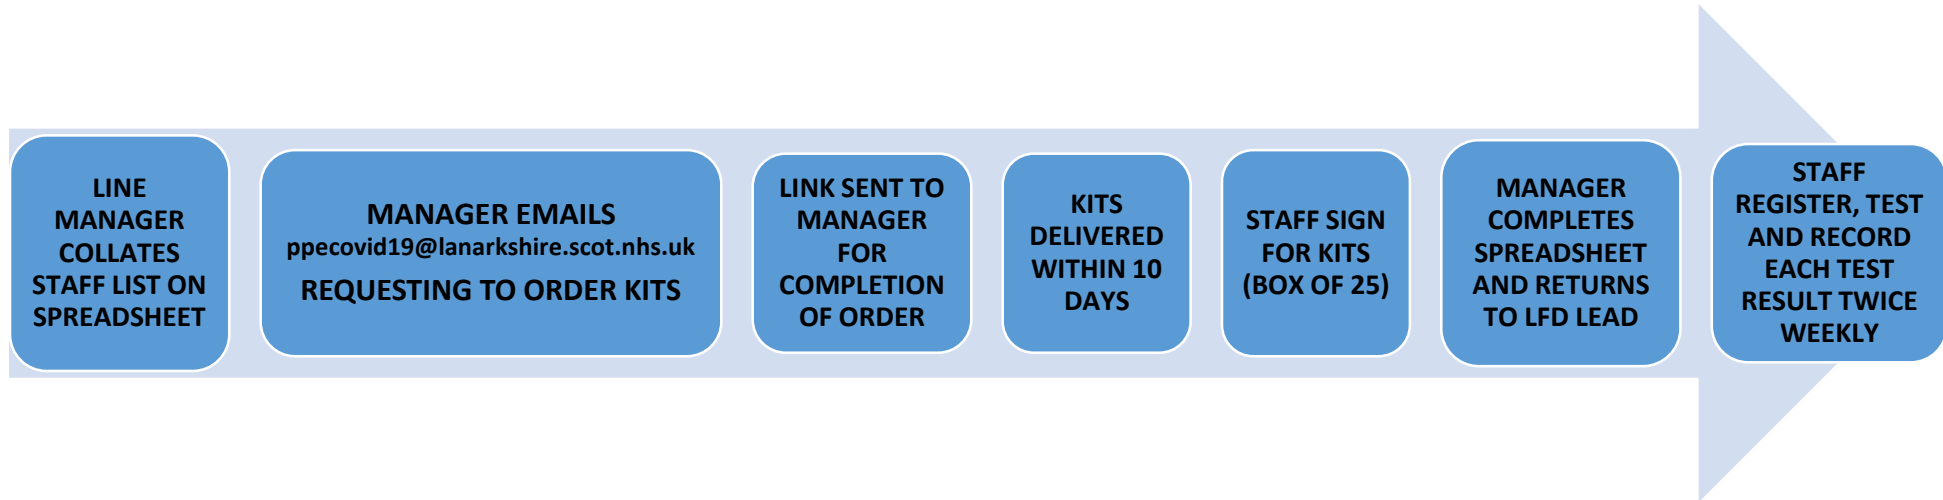 LINE
MANAGER
COLLATES
STAFF LIST ON
SPREADSHEET
MANAGER EMAILS
ppecovid19@lanarkshire.scot.nhs.uk
REQUESTING TO ORDER KITS
LINK SENT TO
MANAGER
FOR
COMPLETION
OF ORDER
KITS
DELIVERED
WITHIN 10
DAYS
STAFF SIGN
FOR KITS
(BOX OF 25)
MANAGER
COMPLETES
SPREADSHEET
AND RETURNS
TO LFD LEAD
STAFF
REGISTER, TEST
AND RECORD
EACH TEST
RESULT TWICE
WEEKLY